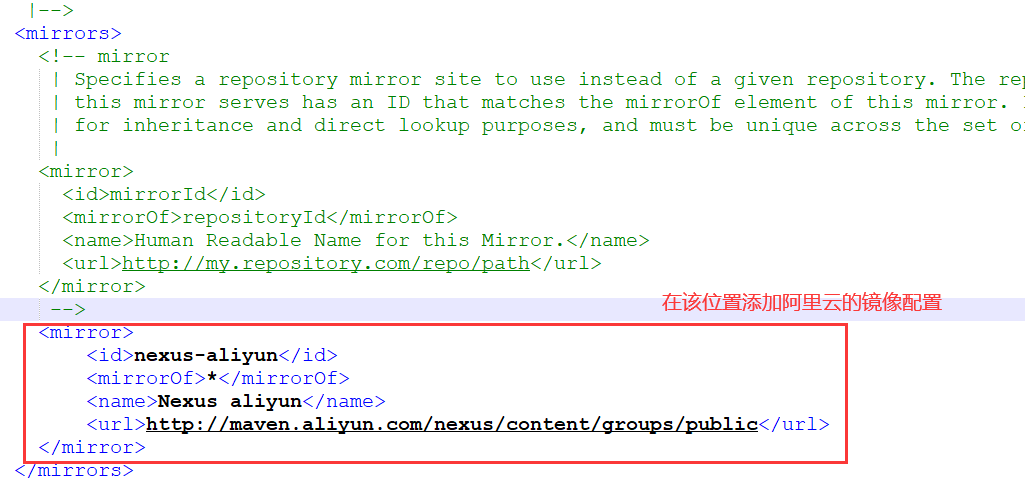 |-->
<mirrors>
<!-- mirror
| Specifies a repository mirror site to use instead of a given repository. The
| this mirror serves has an ID that matches the mirrorOf element of this mirror.
| for inheritance and direct lookup purposes, and must be unique across the set
|
<mirror>
<id>mirrorId</id>
<mirrorOf>repositoryId</mirrorOf>
<name>Human Readable Name for this Mirror.</name>
<url>http://my.repository.com/repo/path</url>
</mirror>
-->
在该位置添加阿里云的镜像配置
<mirror>
<id>nexus-aliyun</id>
<mirrorOf>*</mirrorOf>
<name>Nexus aliyun</name>
<url>http://maven.aliyun.com/nexus/content/groups/public</url>
</mirror>
</mirrors>